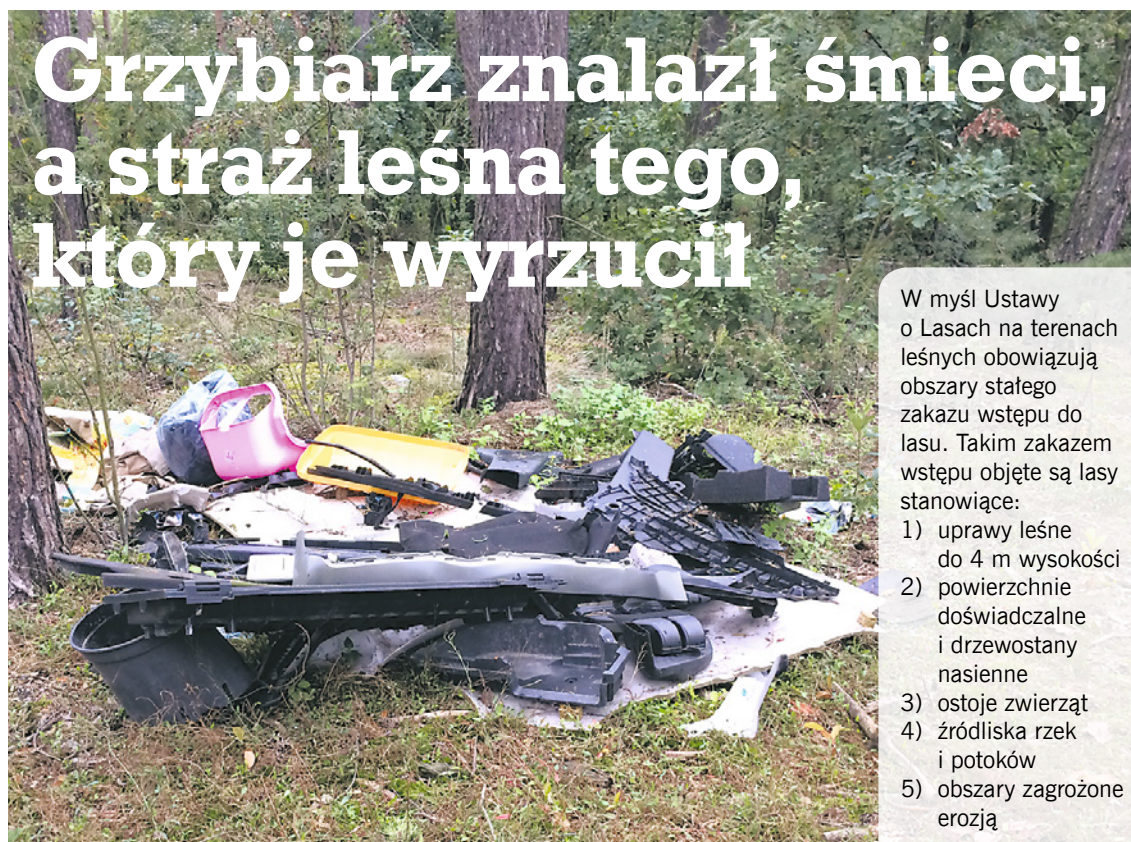 Grzybiarz znalazł śmieci,
a straż leśna tego,
który je wyrzucił
W myśl Ustawy
o Lasach na terenach
leśnych obowiązują
obszary stałego
zakazu wstępu do
lasu. Takim zakazem
wstępu objęte są lasy
stanowiące:
1) uprawy leśne
do 4 m wysokości
2) powierzchnie
doświadczalne
i drzewostany
nasienne
3) ostoje zwierząt
4) źródliska rzek
i potoków
5) obszary zagrożone
erozją